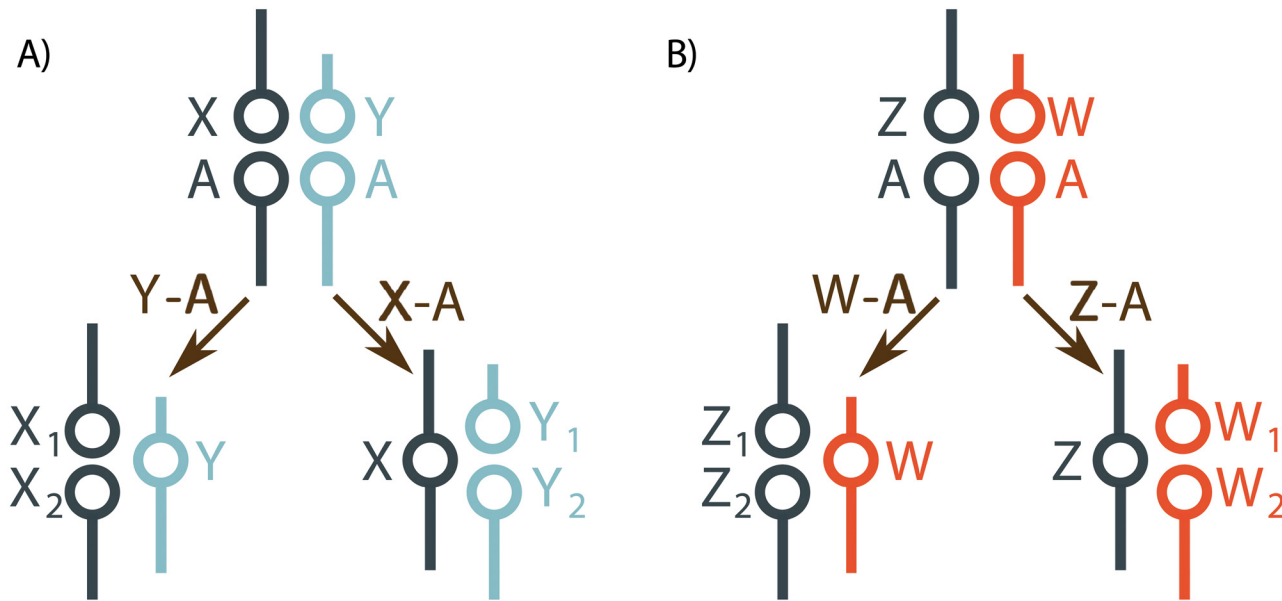 A)
X Y
A A
Y-A X-A
X₁
X₂ Y
X Y₁
Y₂
B)
Z W
A A
W-A Z-A
Z₁
Z₂ W
Z W₁
W₂